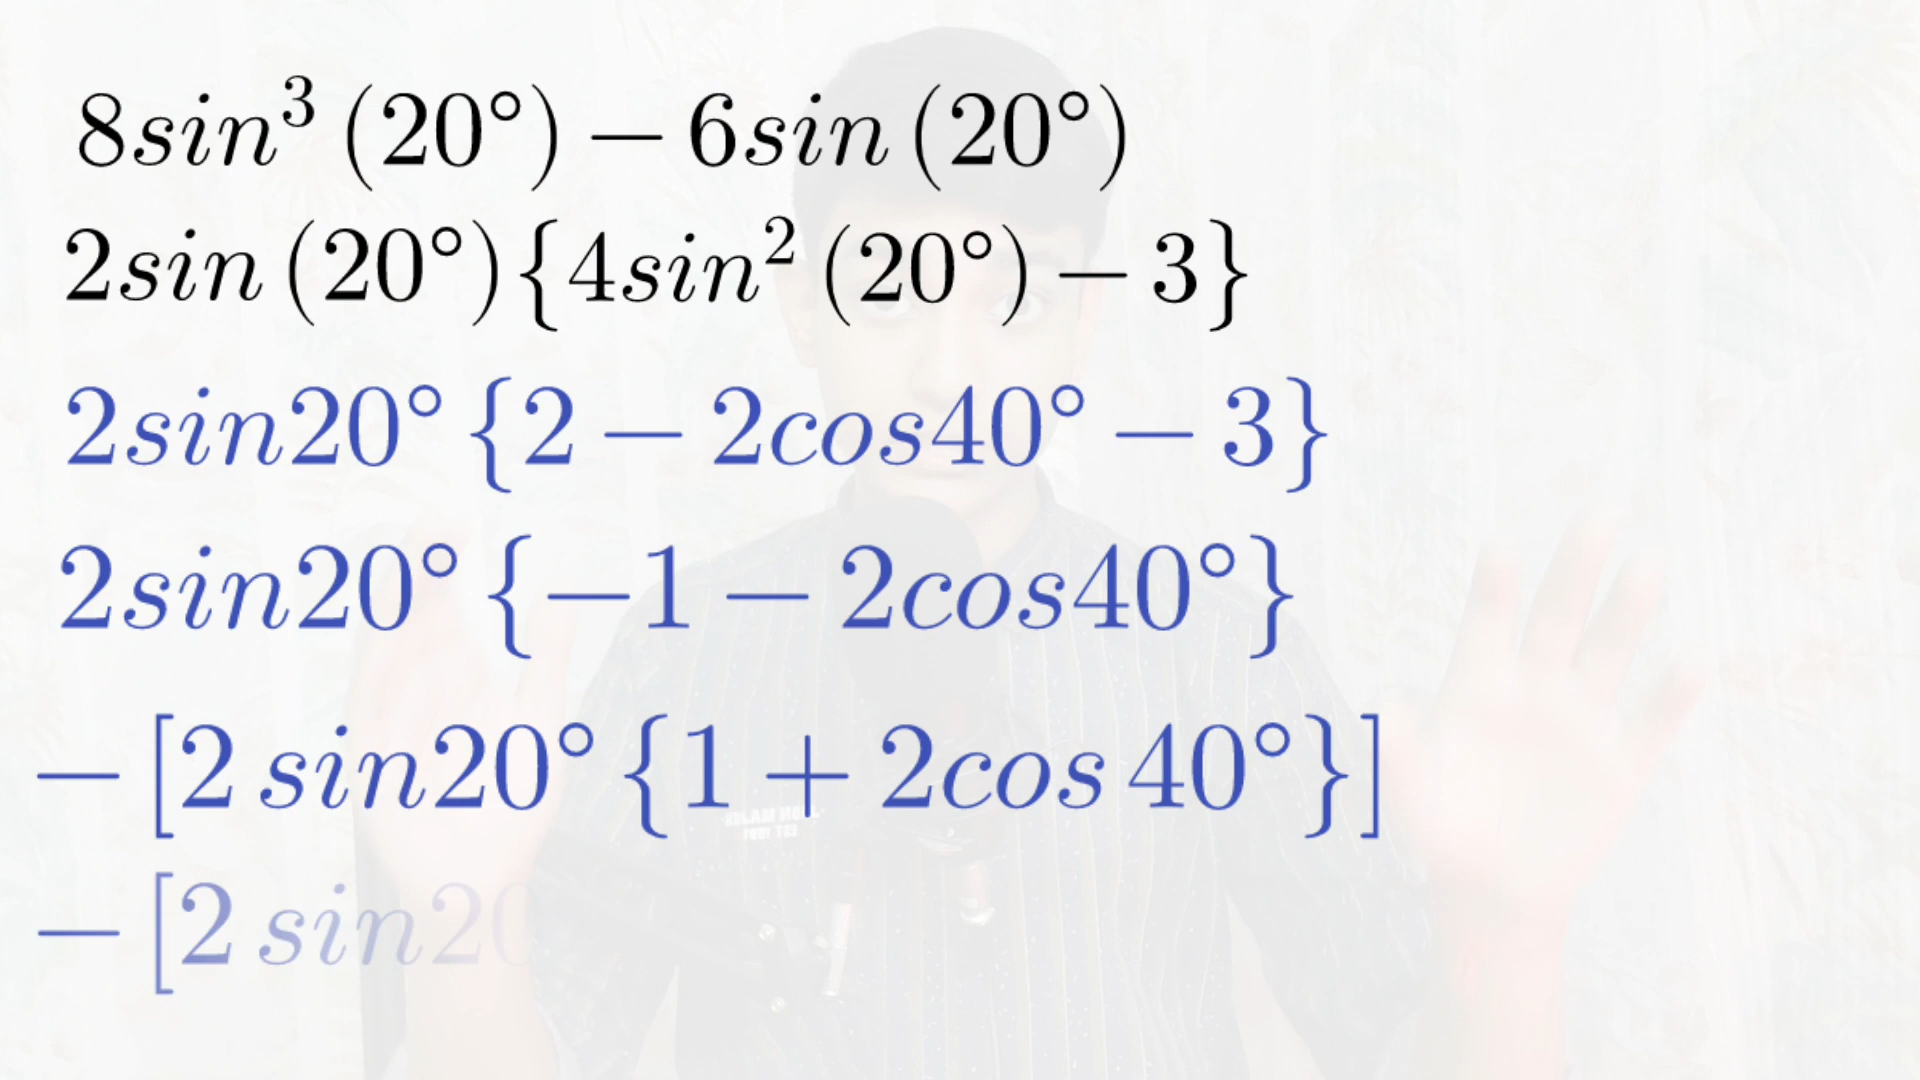 8sin³ (20°) − 6sin (20°)
2sin (20°) {4sin² (20°) − 3}
2sin20° {2 − 2cos40° − 3}
2sin20° {−1 − 2cos40°}
− [2 sin20° {1 + 2cos 40°}]
− [2 sin20